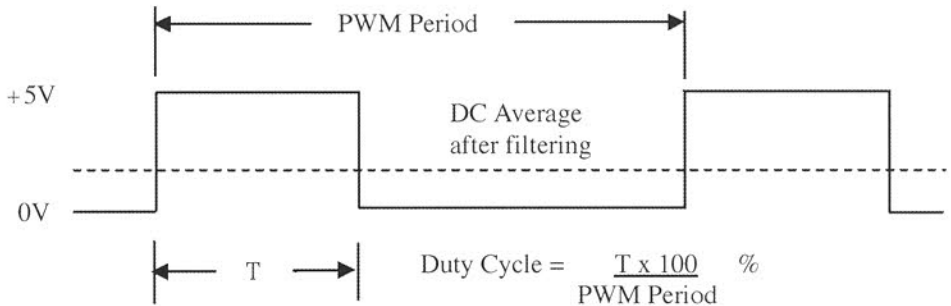 PWM Period
+5V
DC Average
after filtering
0V
T
Duty Cycle = T x 100 %
PWM Period